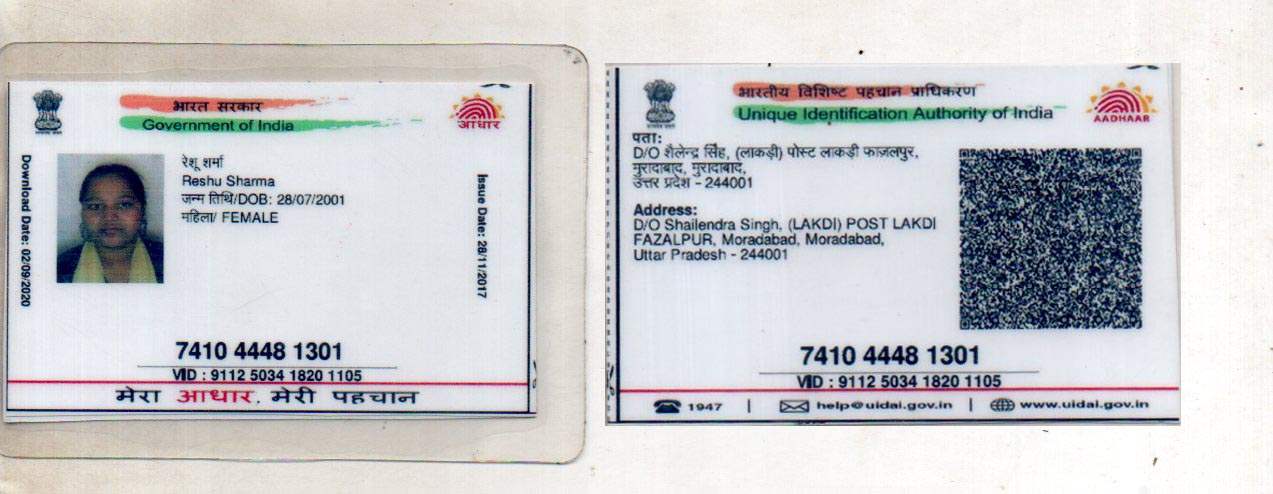 भारत सरकार
Government of India
आधार
Download Date: 02/09/2020
रेशू शर्मा
Reshu Sharma
जन्म तिथि/DOB: 28/07/2001
महिला/ FEMALE
Issue Date: 28/11/2017
7410 4448 1301
VID : 9112 5034 1820 1105
मेरा आधार, मेरी पहचान
भारतीय विशिष्ट पहचान प्राधिकरण
Unique Identification Authority of India
AADHAAR
पता:
D/O शैलेन्द्र सिंह, (लाकड़ी) पोस्ट लाकड़ी फाज़लपुर,
मुरादाबाद, मुरादाबाद,
उत्तर प्रदेश - 244001
Address:
D/O Shailendra Singh, (LAKDI) POST LAKDI
FAZALPUR, Moradabad, Moradabad,
Uttar Pradesh - 244001
7410 4448 1301
VID : 9112 5034 1820 1105
1947 | help@uidai.gov.in | www.uidai.gov.in